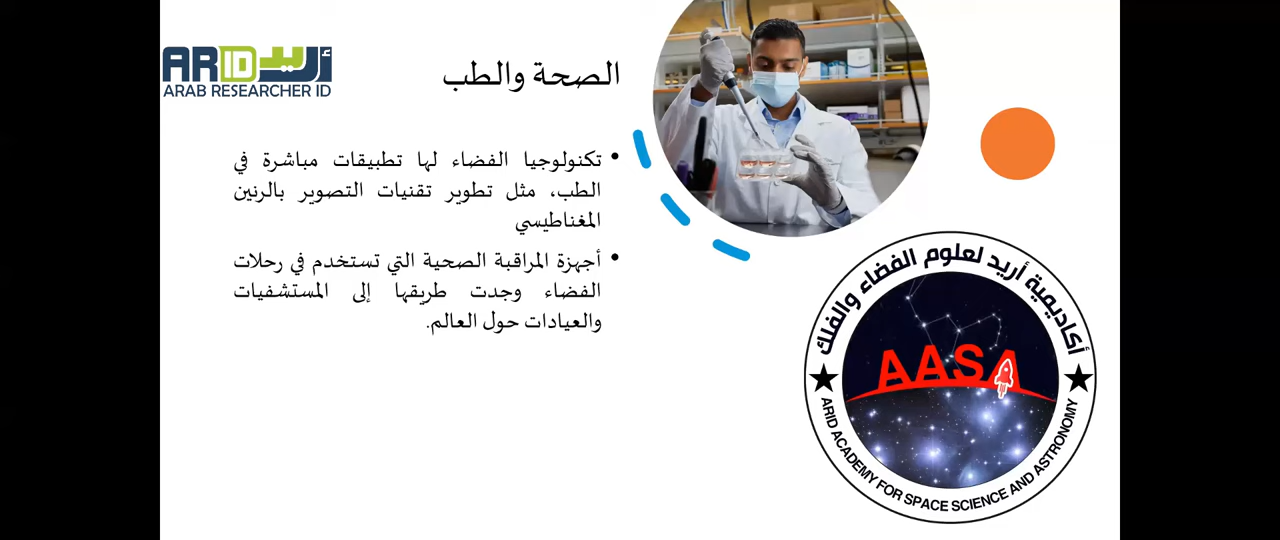 ARID أريد
ARAB RESEARCHER ID
الصحة والطب
• تكنولوجيا الفضاء لها تطبيقات مباشرة في
الطب، مثل تطوير تقنيات التصوير بالرنين
المغناطيسي
• أجهزة المراقبة الصحية التي تستخدم في رحلات
الفضاء وجدت طريقها إلى المستشفيات
والعيادات حول العالم.
أكاديمية أريد لعلوم الفضاء والفلك
AASA
ARID ACADEMY FOR SPACE SCIENCE AND ASTRONOMY